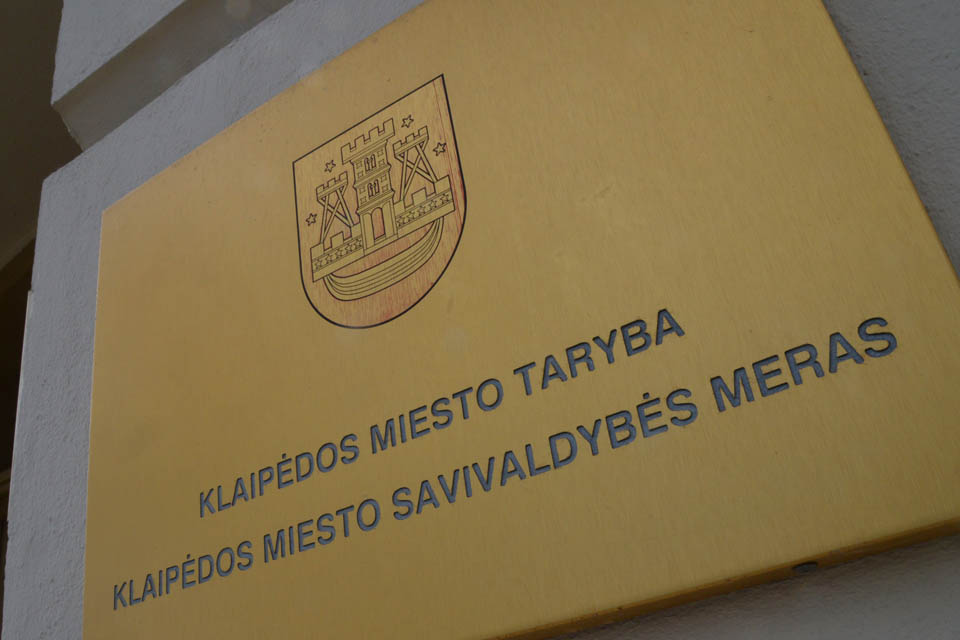 KLAIPĖDOS MIESTO TARYBA
KLAIPĖDOS MIESTO SAVIVALDYBĖS MERAS